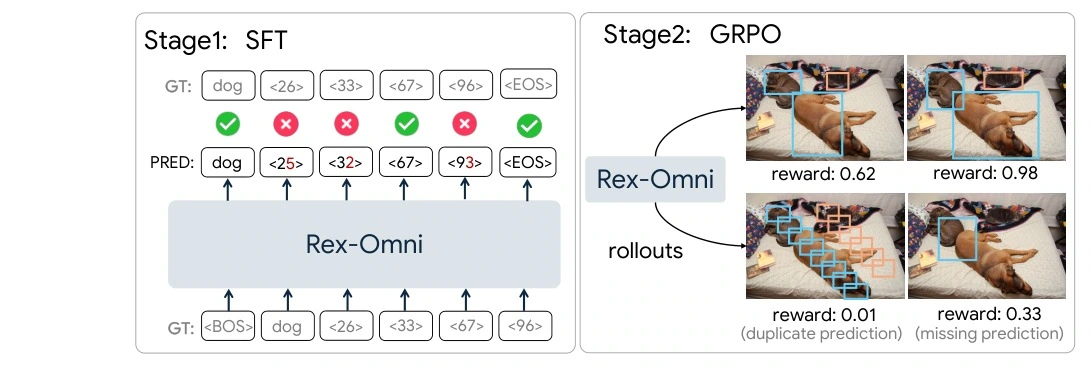 Stage1: SFT
GT: dog <26> <33> <67> <96> <EOS>
PRED: dog <25> <32> <67> <93> <EOS>
Rex-Omni
GT: <BOS> dog <26> <33> <67> <96>
Stage2: GRPO
Rex-Omni
rollouts
reward: 0.62
reward: 0.98
reward: 0.01
(duplicate prediction)
reward: 0.33
(missing prediction)